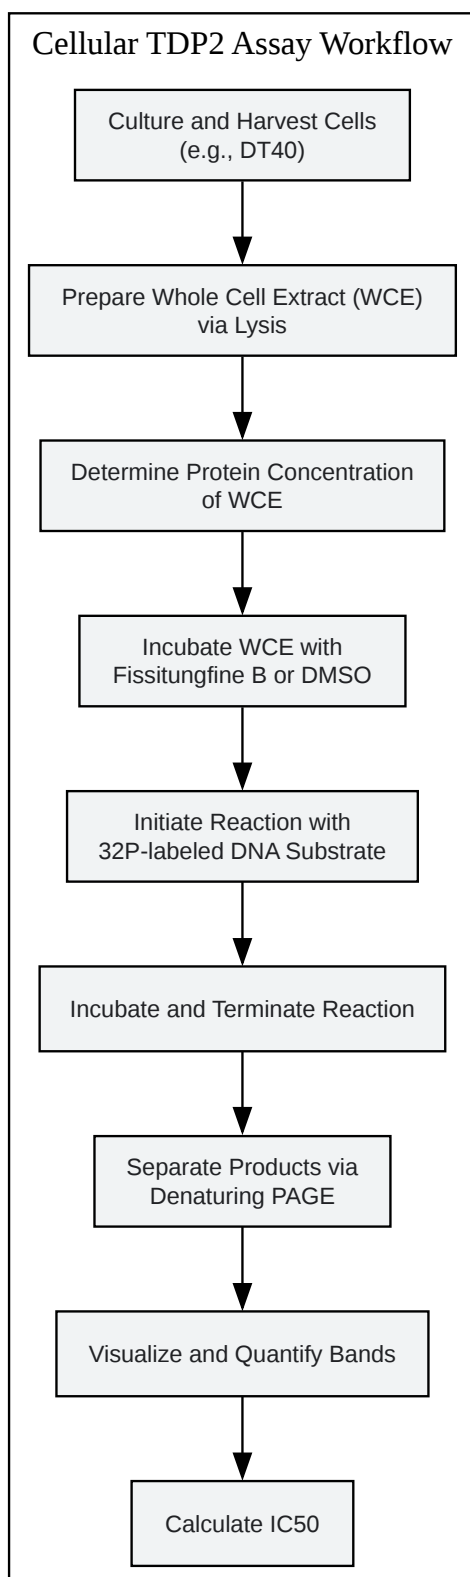 Cellular TDP2 Assay Workflow
Culture and Harvest Cells
(e.g., DT40)
Prepare Whole Cell Extract (WCE)
via Lysis
Determine Protein Concentration
of WCE
Incubate WCE with
Fissitungfine B or DMSO
Initiate Reaction with
32P-labeled DNA Substrate
Incubate and Terminate Reaction
Separate Products via
Denaturing PAGE
Visualize and Quantify Bands
Calculate IC50